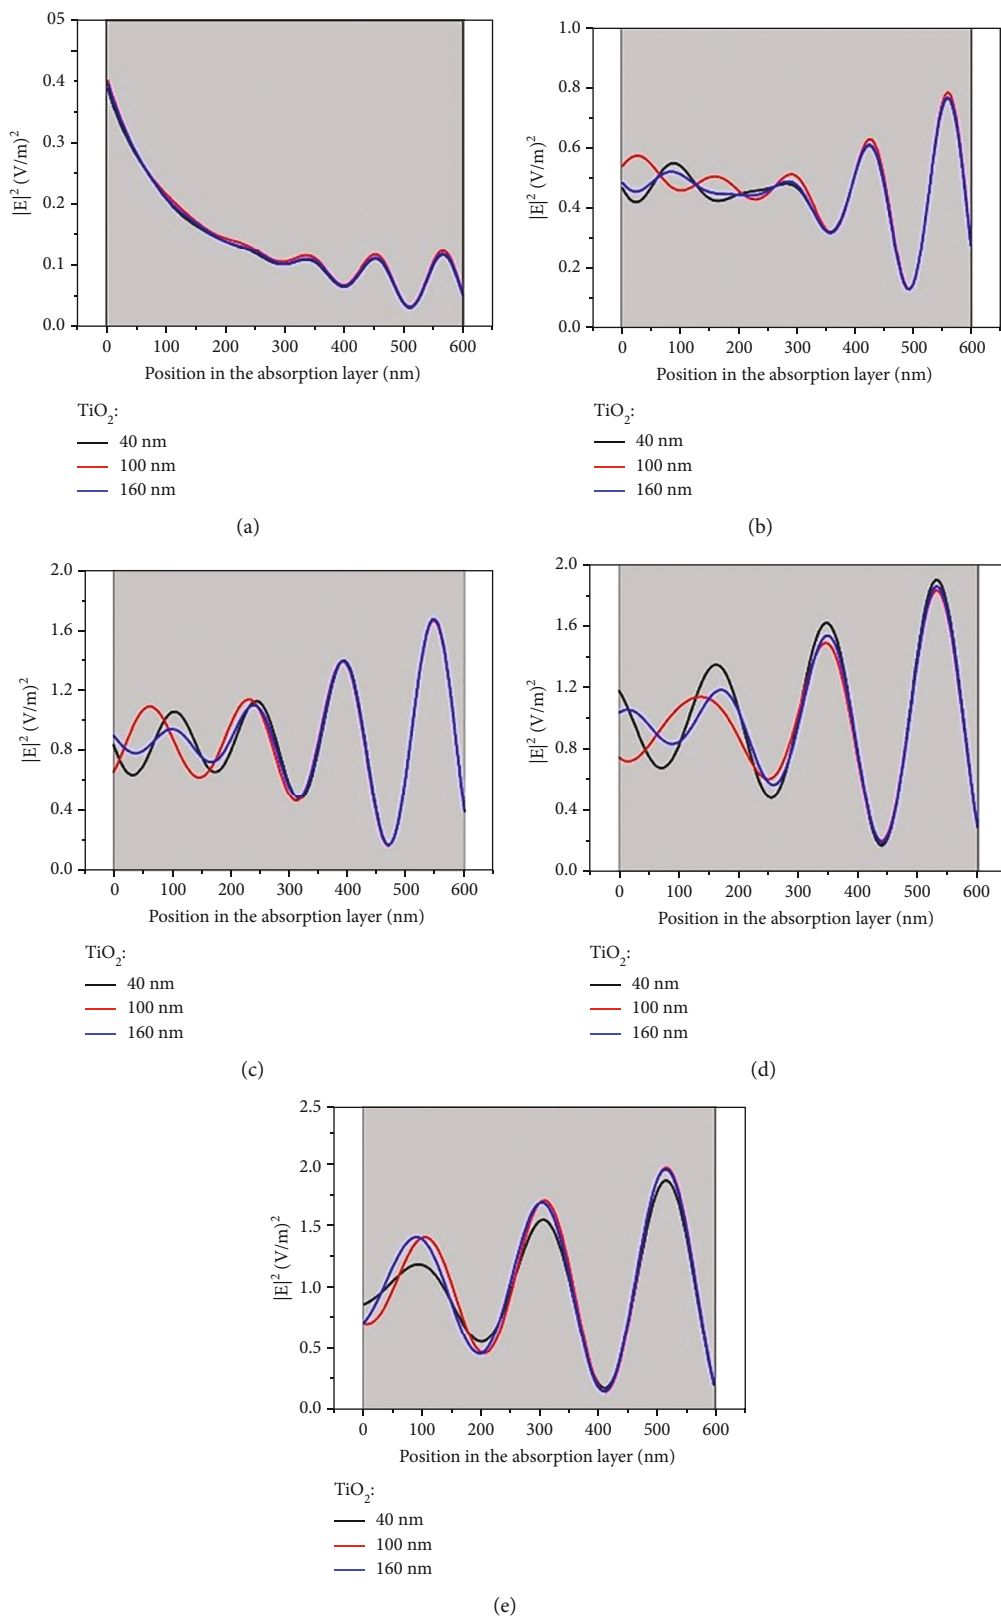 05
0.4
0.3
0.2
0.1
0.0
|E|² (V/m)²
0 100 200 300 400 500 600
Position in the absorption layer (nm)
TiO₂:
40 nm
100 nm
160 nm
(a)
1.0
0.8
0.6
0.4
0.2
0.0
|E|² (V/m)²
0 100 200 300 400 500 600
Position in the absorption layer (nm)
TiO₂:
40 nm
100 nm
160 nm
(b)
2.0
1.6
1.2
0.8
0.4
0.0
|E|² (V/m)²
0 100 200 300 400 500 600
Position in the absorption layer (nm)
TiO₂:
40 nm
100 nm
160 nm
(c)
2.0
1.6
1.2
0.8
0.4
0.0
|E|² (V/m)²
0 100 200 300 400 500 600
Position in the absorption layer (nm)
TiO₂:
40 nm
100 nm
160 nm
(d)
2.5
2.0
1.5
1.0
0.5
0.0
|E|² (V/m)²
0 100 200 300 400 500 600
Position in the absorption layer (nm)
TiO₂:
40 nm
100 nm
160 nm
(e)